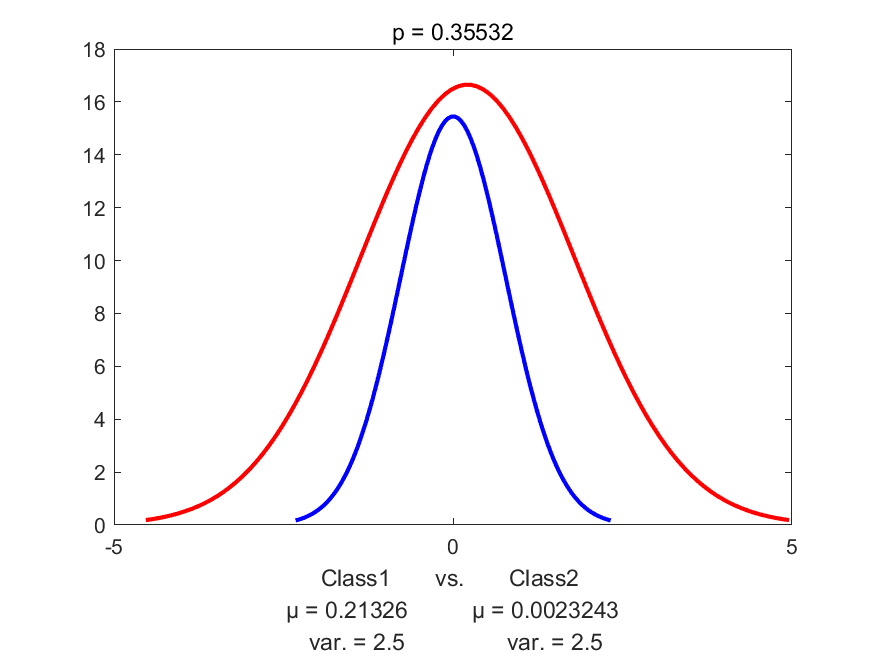 p = 0.35532
18
16
14
12
10
8
6
4
2
0
-5 0 5
Class1 vs. Class2
μ = 0.21326 μ = 0.0023243
var. = 2.5 var. = 2.5